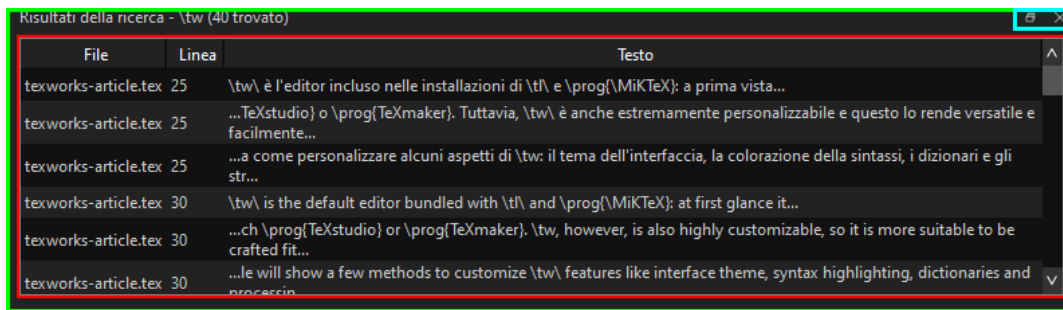 Risultati della ricerca - \tw (40 trovato)
File Linea Testo
texworks-article.tex 25 \tw\ è l'editor incluso nelle installazioni di \tl\ e \prog{\MiKTeX}: a prima vista...
texworks-article.tex 25 ...TeXstudio} o \prog{TeXmaker}. Tuttavia, \tw\ è anche estremamente personalizzabile e questo lo rende versatile e
facilmente...
texworks-article.tex 25 ...a come personalizzare alcuni aspetti di \tw: il tema dell'interfaccia, la colorazione della sintassi, i dizionari e gli
str...
texworks-article.tex 30 \tw\ is the default editor bundled with \tl\ and \prog{\MiKTeX}: at first glance it...
texworks-article.tex 30 ...ch \prog{TeXstudio} or \prog{TeXmaker}. \tw, however, is also highly customizable, so it is more suitable to be
crafted fit...
texworks-article.tex 30 ...le will show a few methods to customize \tw\ features like interface theme, syntax highlighting, dictionaries and
processin...